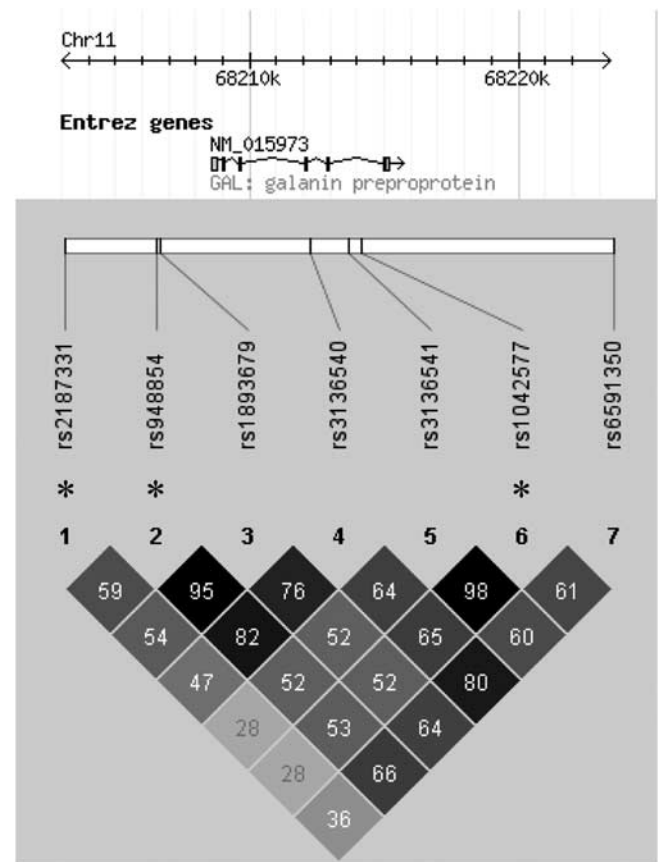 Chr11
68210k 68220k
Entrez genes
NM_015973
GAL: galanin preproprotein
rs2187331 rs948854 rs1893679 rs3136540 rs3136541 rs1042577 rs6591350
* * *
1 2 3 4 5 6 7
59 95 76 64 98 61
54 82 52 65 60
47 52 52 80
28 53 64
28 66
36